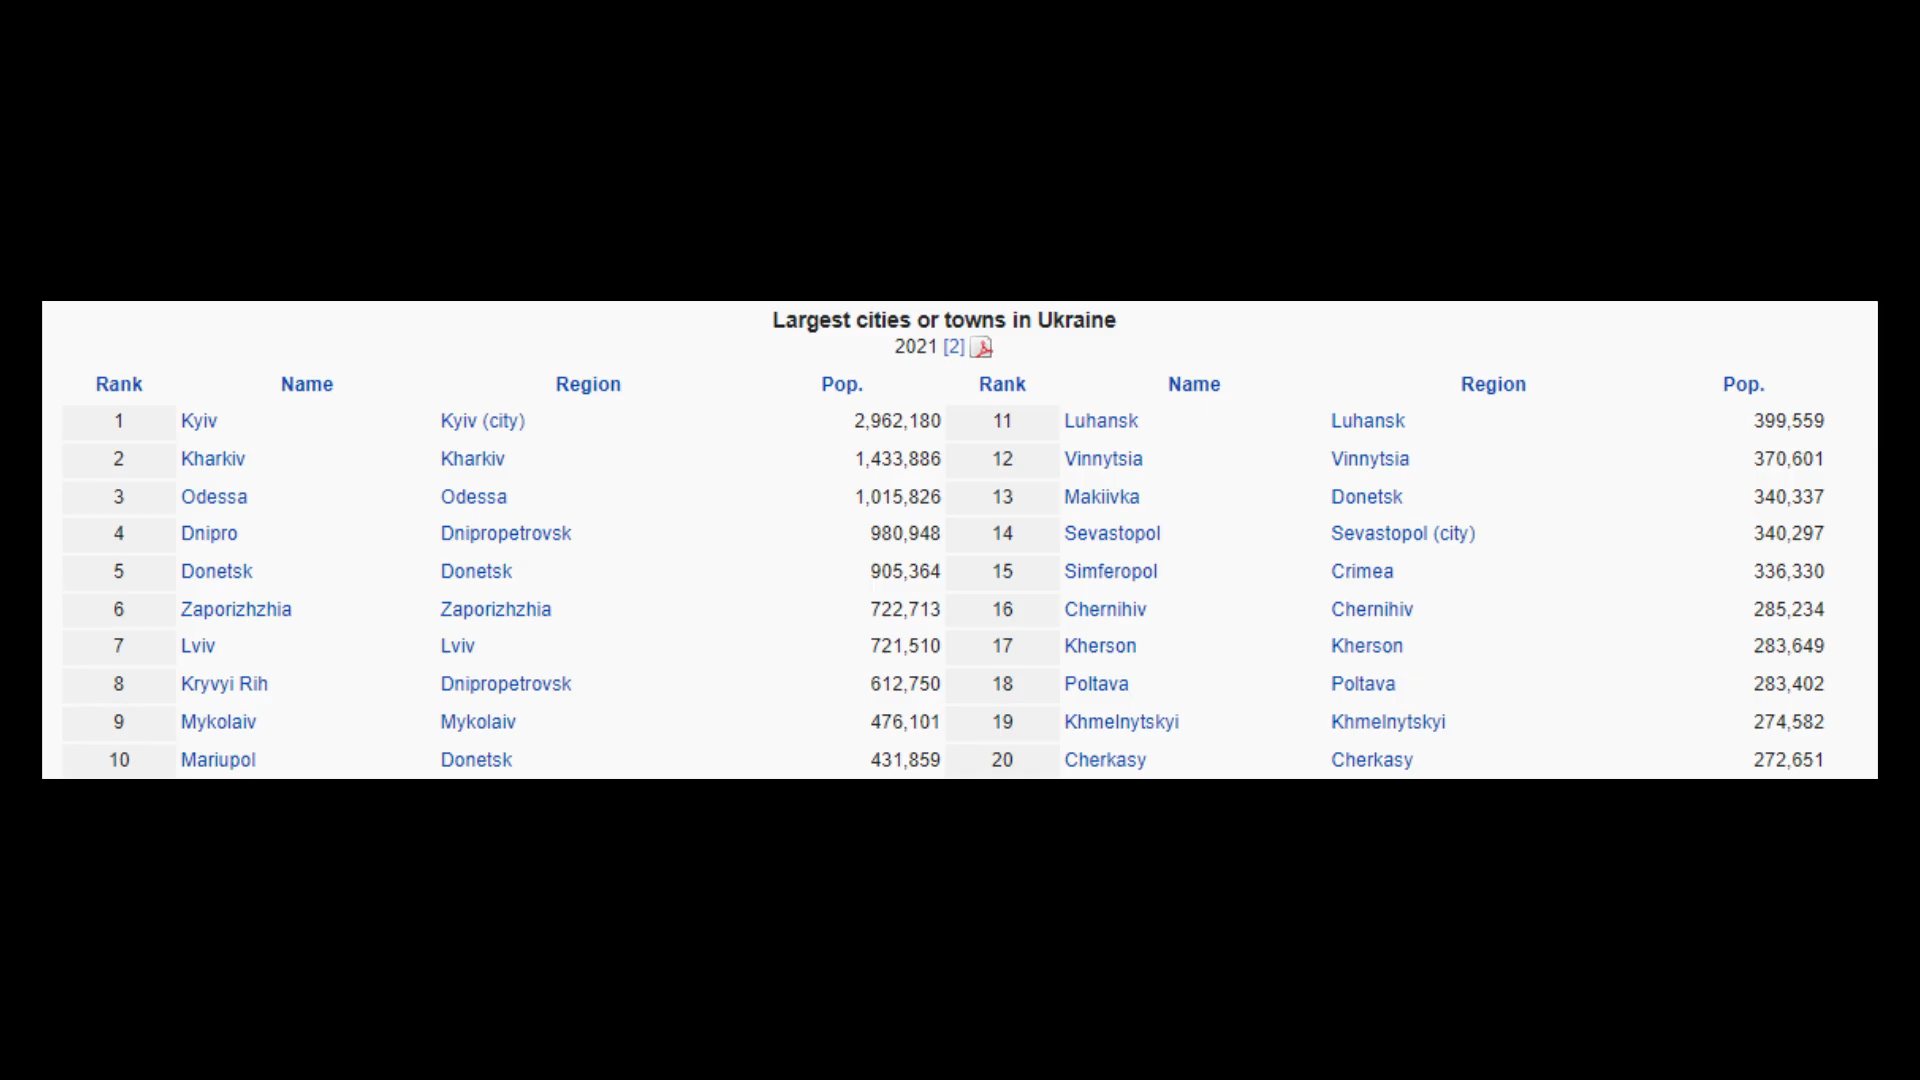 Largest cities or towns in Ukraine
2021 [2]
Rank Name Region Pop. Rank Name Region Pop.
1 Kyiv Kyiv (city) 2,962,180 11 Luhansk Luhansk 399,559
2 Kharkiv Kharkiv 1,433,886 12 Vinnytsia Vinnytsia 370,601
3 Odessa Odessa 1,015,826 13 Makiivka Donetsk 340,337
4 Dnipro Dnipropetrovsk 980,948 14 Sevastopol Sevastopol (city) 340,297
5 Donetsk Donetsk 905,364 15 Simferopol Crimea 336,330
6 Zaporizhzhia Zaporizhzhia 722,713 16 Chernihiv Chernihiv 285,234
7 Lviv Lviv 721,510 17 Kherson Kherson 283,649
8 Kryvyi Rih Dnipropetrovsk 612,750 18 Poltava Poltava 283,402
9 Mykolaiv Mykolaiv 476,101 19 Khmelnytskyi Khmelnytskyi 274,582
10 Mariupol Donetsk 431,859 20 Cherkasy Cherkasy 272,651